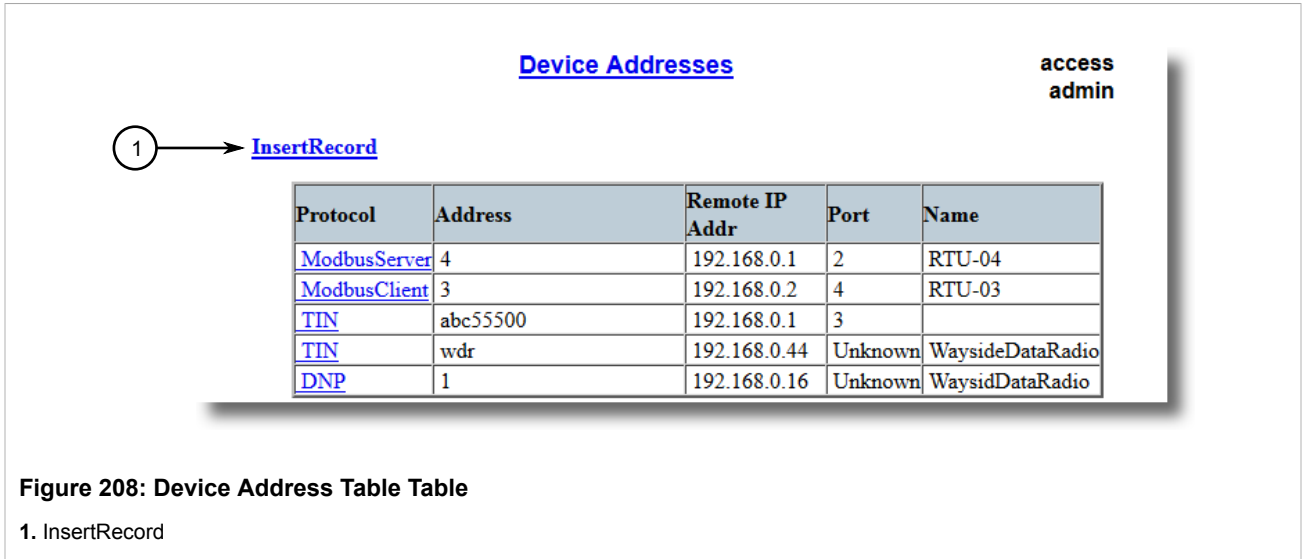 Device Addresses
access
admin
1
InsertRecord
Protocol Address Remote IP Addr Port Name
ModbusServer 4 192.168.0.1 2 RTU-04
ModbusClient 3 192.168.0.2 4 RTU-03
TIN abc55500 192.168.0.1 3
TIN wdr 192.168.0.44 Unknown WaysideDataRadio
DNP 1 192.168.0.16 Unknown WaysidDataRadio
Figure 208: Device Address Table Table
1. InsertRecord